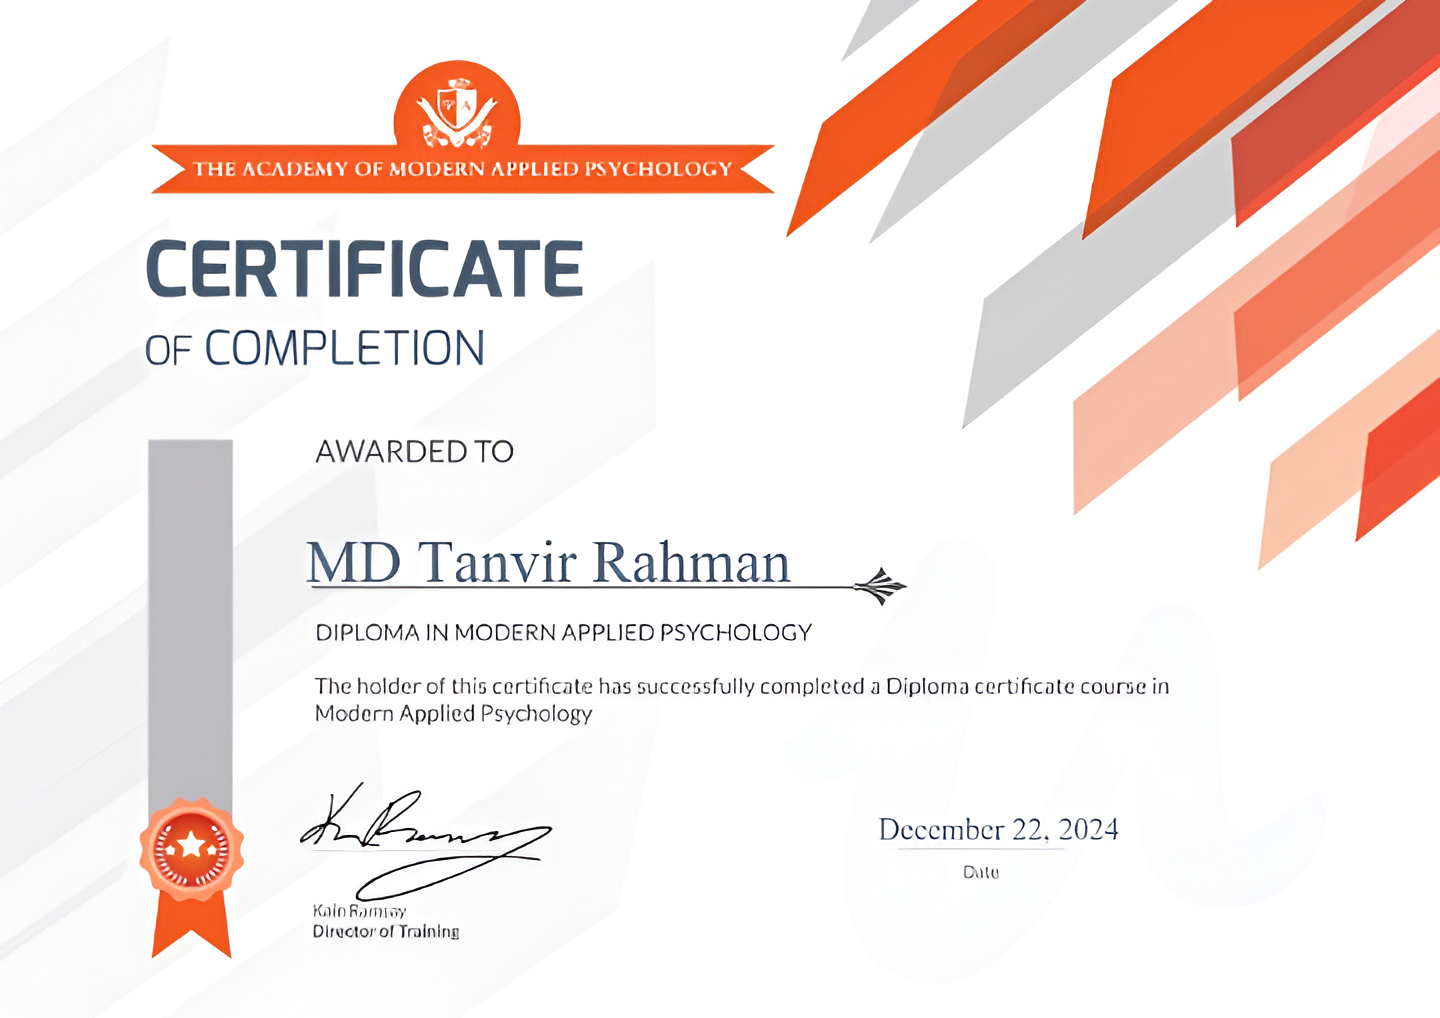 THE ACADEMY OF MODERN APPLIED PSYCHOLOGY
CERTIFICATE
OF COMPLETION
AWARDED TO
MD Tanvir Rahman
DIPLOMA IN MODERN APPLIED PSYCHOLOGY
The holder of this certificate has successfully completed a Diploma certificate course in
Modern Applied Psychology
December 22, 2024
Date
Kain Ramsay
Director of Training